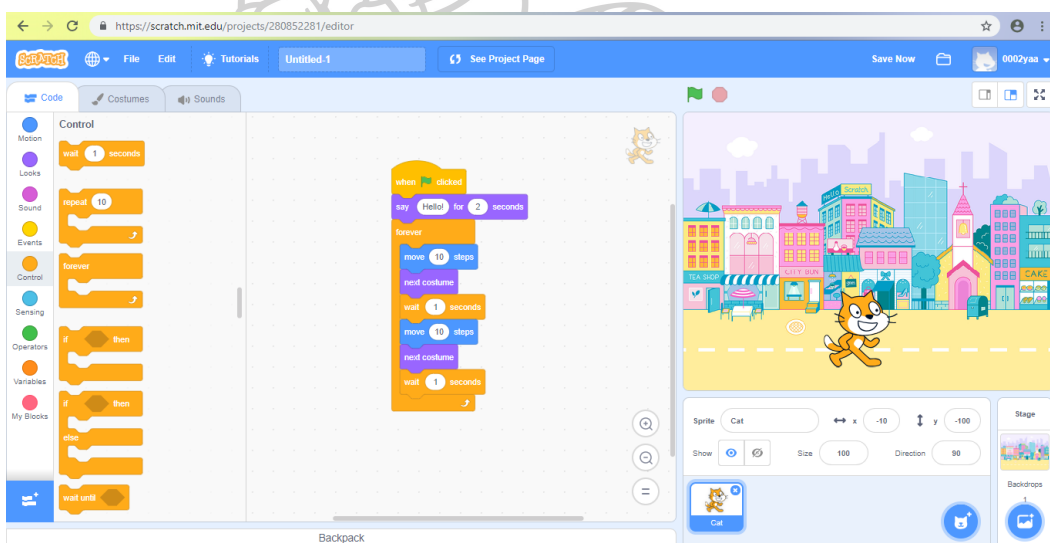 https://scratch.mit.edu/projects/280852281/editor
SCRATCH
File Edit Tutorials Untitled-1 See Project Page Save Now 0002yaa
Code Costumes Sounds
Motion
Looks
Sound
Events
Control
Sensing
Operators
Variables
My Blocks
Control
wait 1 seconds
repeat 10
forever
if then
if then
else
wait until
when clicked
say Hello! for 2 seconds
forever
move 10 steps
next costume
wait 1 seconds
move 10 steps
next costume
wait 1 seconds
Backpack
Hello Scratch
TEA SHOP
CITY BUN
CAKE
Sprite Cat x -10 y -100
Show Size 100 Direction 90
Cat
Stage
Backdrops
1